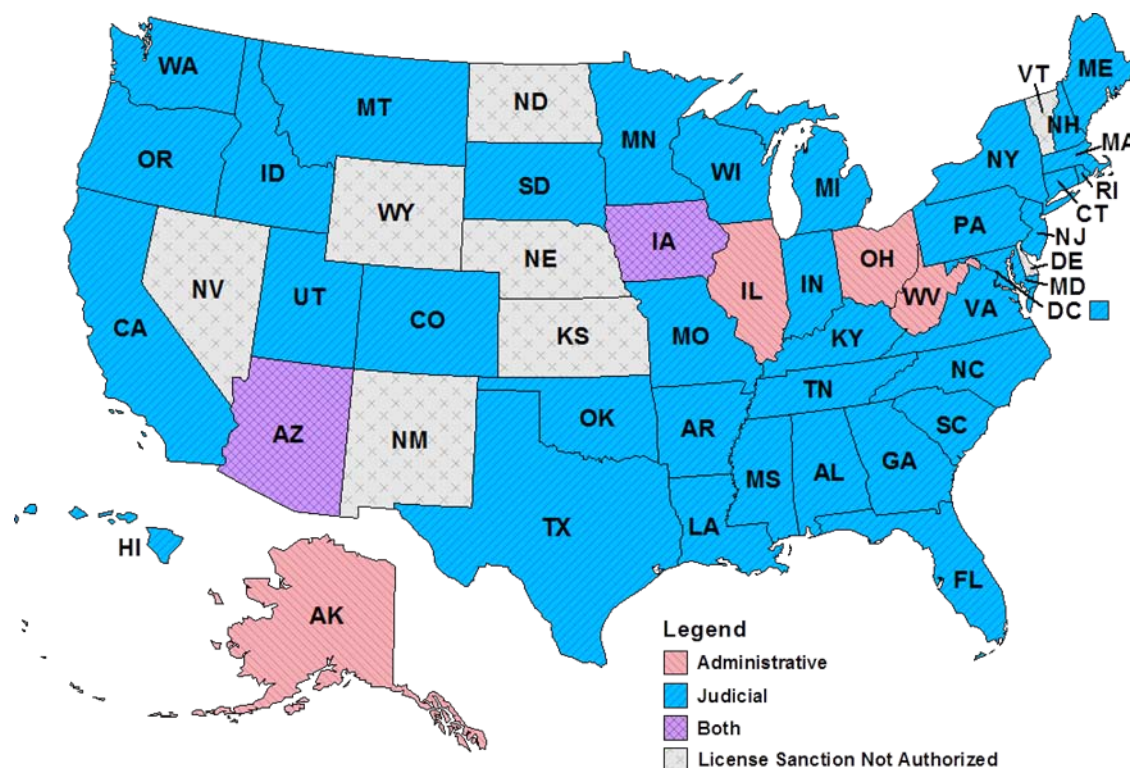 WA
MT
ND
MN
VT
ME
NH
MA
OR
ID
SD
WI
MI
NY
RI
CT
WY
PA
NJ
IA
NE
OH
DE
NV
UT
CO
IL
IN
WV
MD
VA
DC
CA
KS
MO
KY
NC
TN
AZ
NM
OK
AR
SC
MS
AL
GA
TX
LA
HI
FL
AK
Legend
Administrative
Judicial
Both
License Sanction Not Authorized